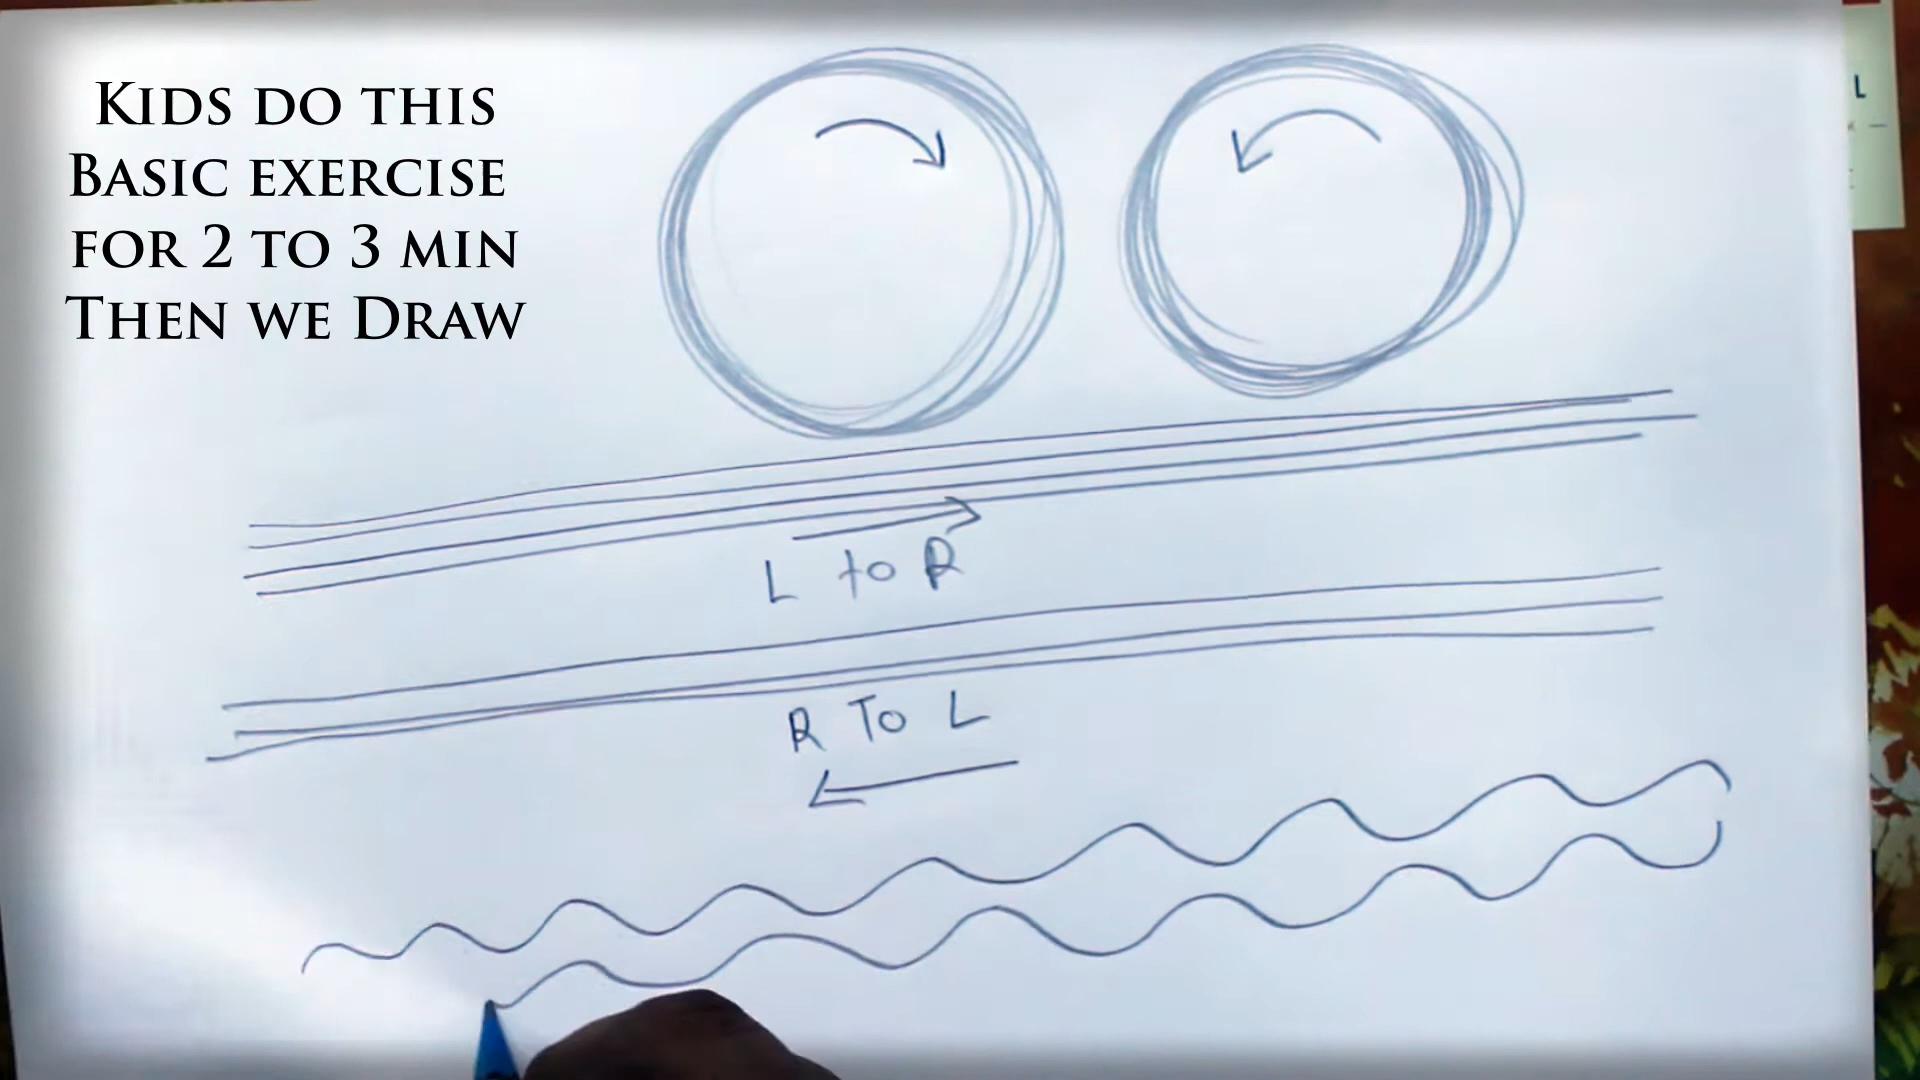 Kids do this
Basic exercise
for 2 to 3 min
Then we Draw
L
L to R
R To L